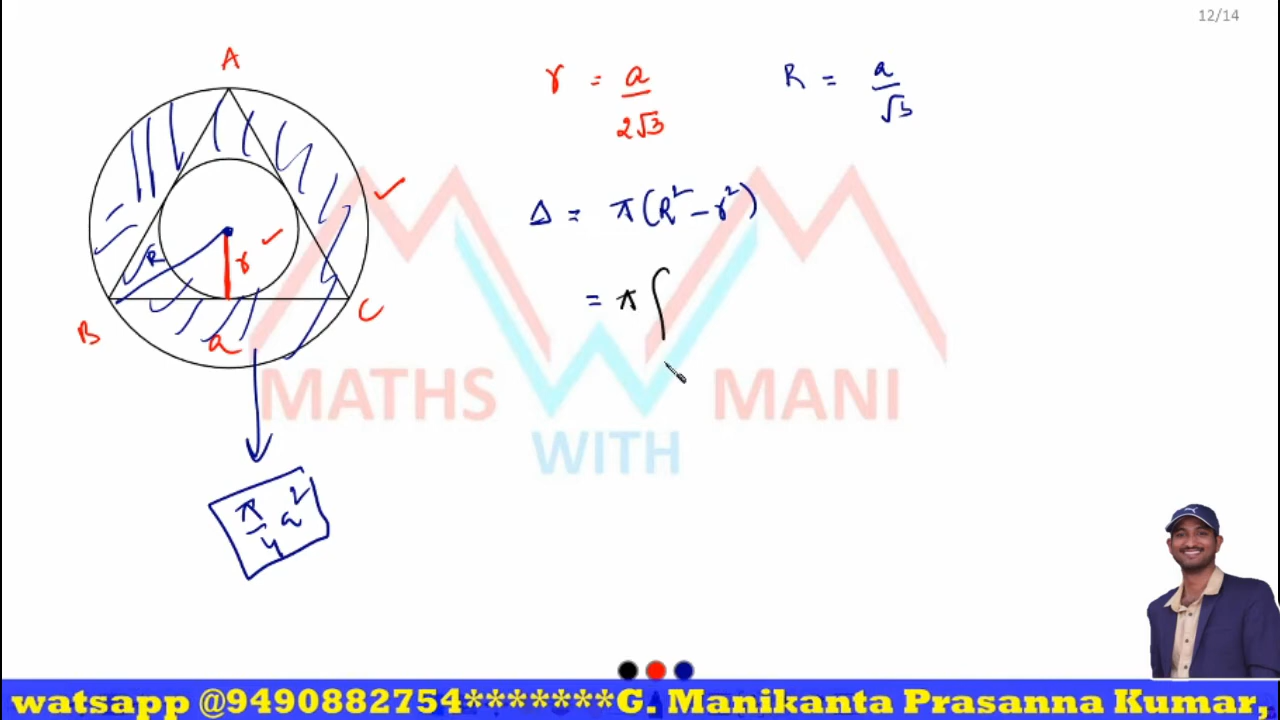 12/14
A
r = a/2√3
R = a/√3
Δ = π(R²-r²)
R
r
= π(
B
a
C
MATHS
WITH
MANI
π/4 a²
watsapp @9490882754*******G. Manikanta Prasanna Kumar,